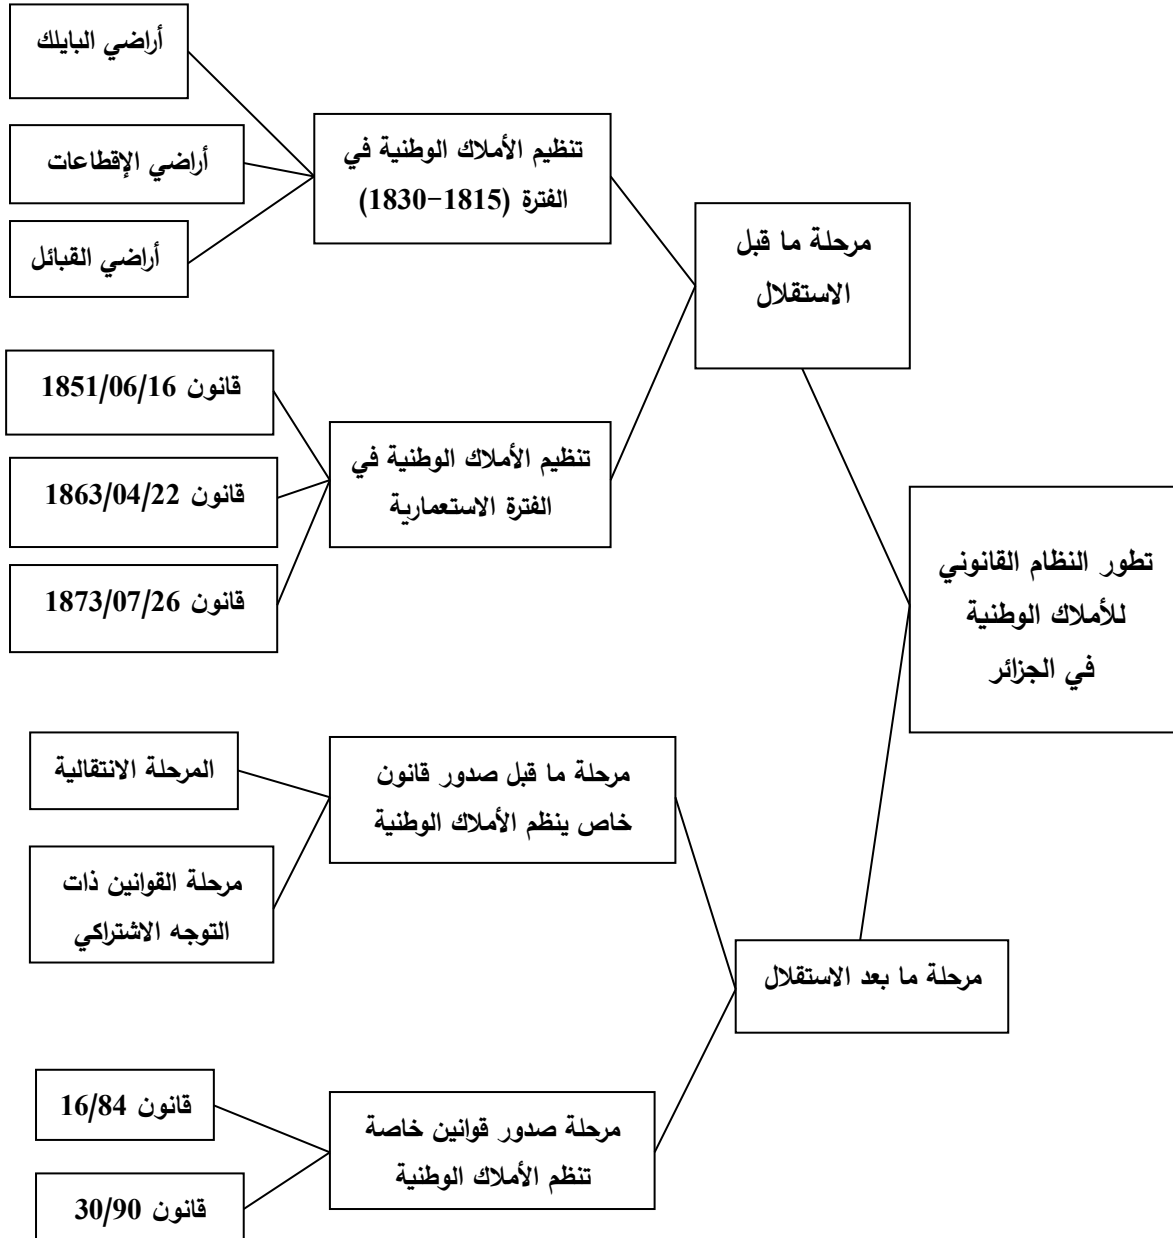 تطور النظام القانوني
للأملاك الوطنية
في الجزائر
مرحلة ما قبل
الاستقلال
تنظيم الأملاك الوطنية في
الفترة (1815-1830)
أراضي البايلك
أراضي الإقطاعات
أراضي القبائل
تنظيم الأملاك الوطنية في
الفترة الاستعمارية
قانون 1851/06/16
قانون 1863/04/22
قانون 1873/07/26
مرحلة ما بعد الاستقلال
مرحلة ما قبل صدور قانون
خاص ينظم الأملاك الوطنية
المرحلة الانتقالية
مرحلة القوانين ذات
التوجه الاشتراكي
مرحلة صدور قوانين خاصة
تنظم الأملاك الوطنية
قانون 16/84
قانون 30/90